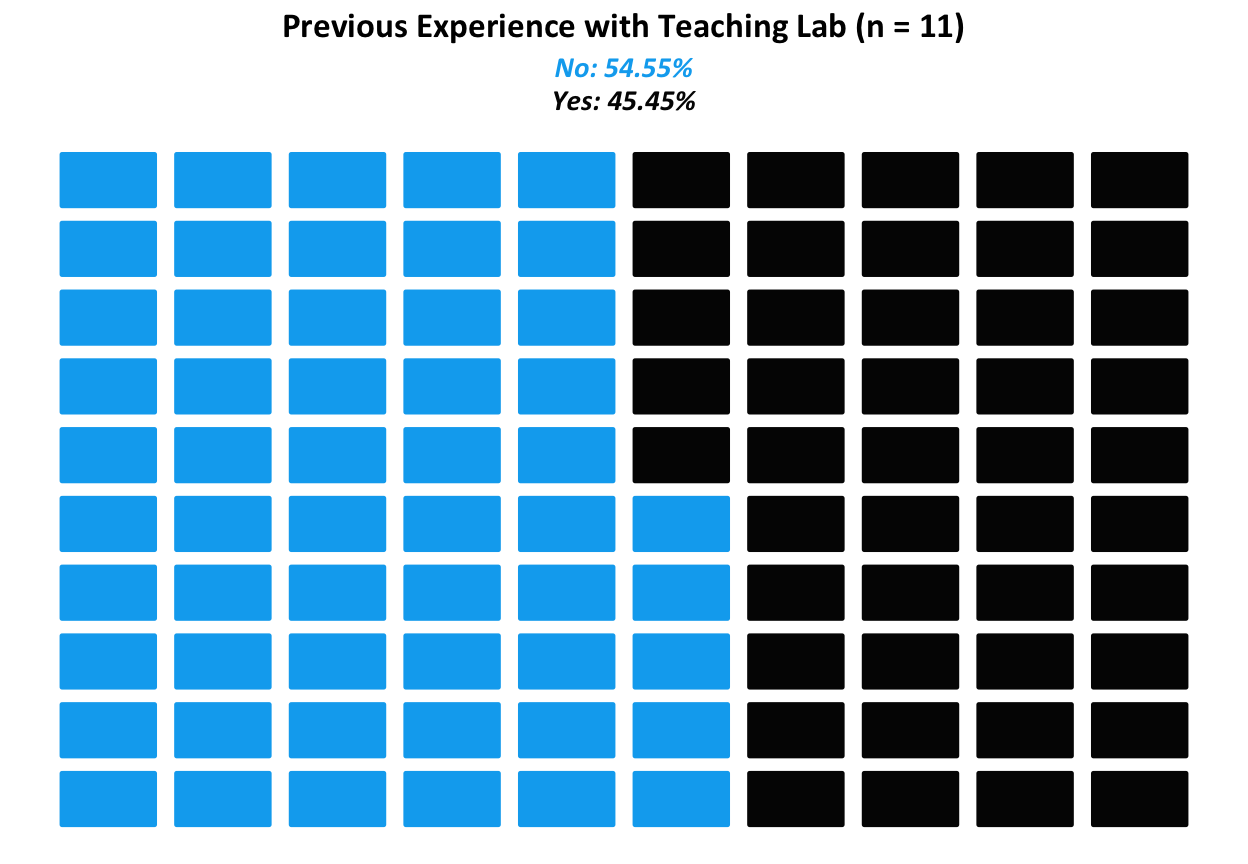 Previous Experience with Teaching Lab (n = 11)
No: 54.55%
Yes: 45.45%